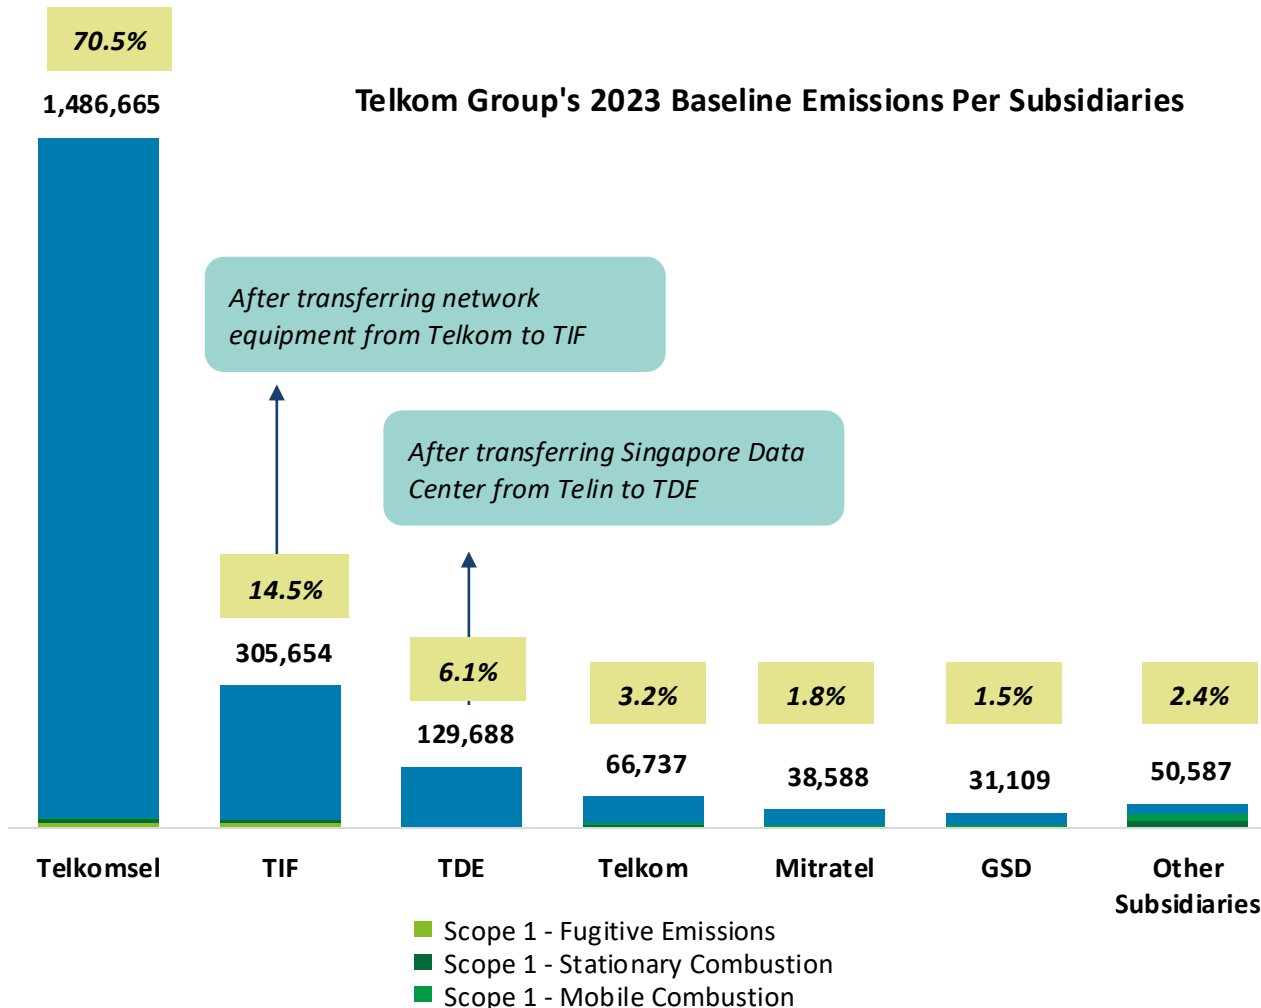 70.5%
1,486,665
Telkom Group's 2023 Baseline Emissions Per Subsidiaries
After transferring network
equipment from Telkom to TIF
After transferring Singapore Data
Center from Telin to TDE
14.5%
305,654
6.1%
129,688
3.2%
66,737
1.8%
38,588
1.5%
31,109
2.4%
50,587
Telkomsel
TIF
TDE
Telkom
Mitratel
GSD
Other
Subsidiaries
Scope 1 - Fugitive Emissions
Scope 1 - Stationary Combustion
Scope 1 - Mobile Combustion